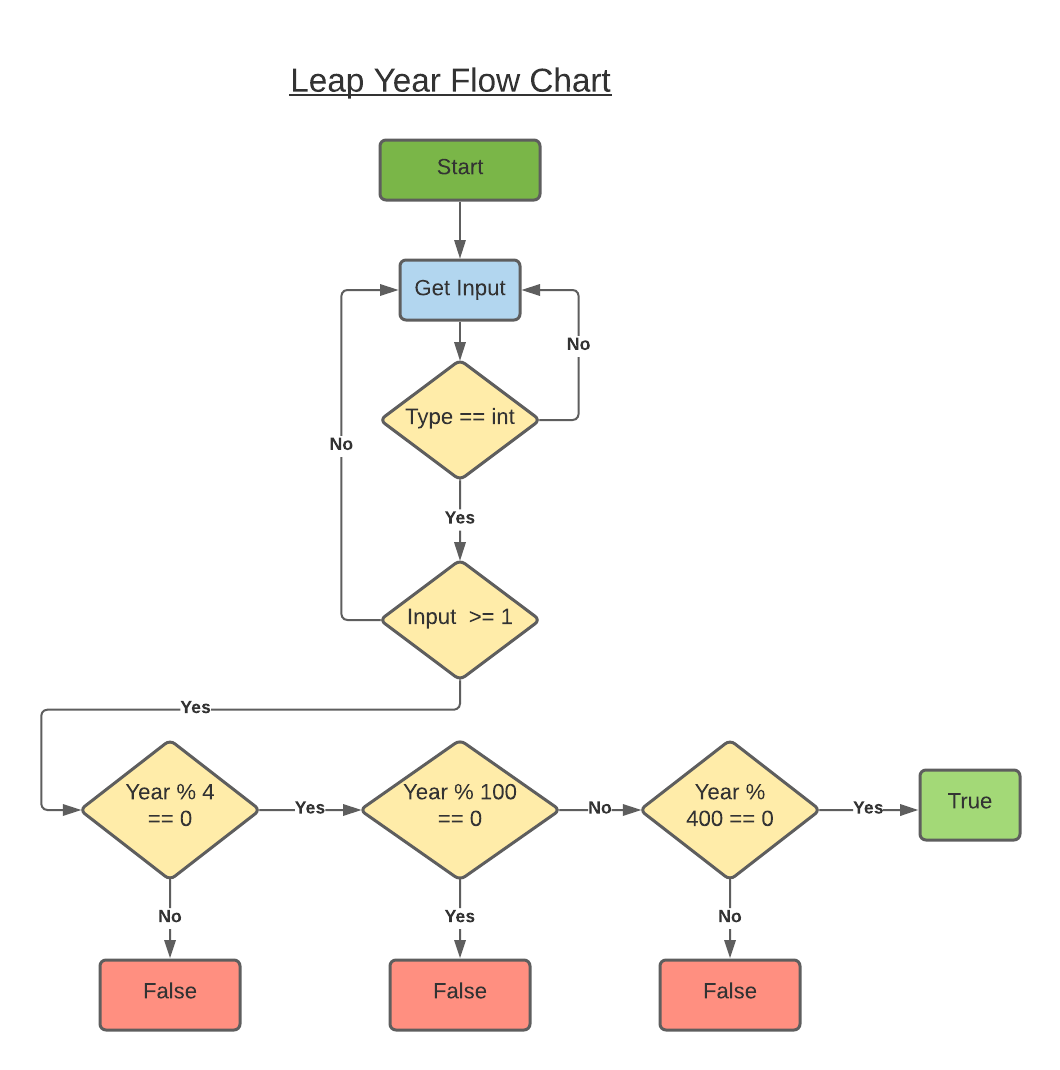 Leap Year Flow Chart
Start
Get Input
No
Type == int
No
Yes
Input  >= 1
Yes
Year % 4
== 0
Yes
Year % 100
== 0
No
Year %
400 == 0
Yes
True
No
Yes
No
False
False
False